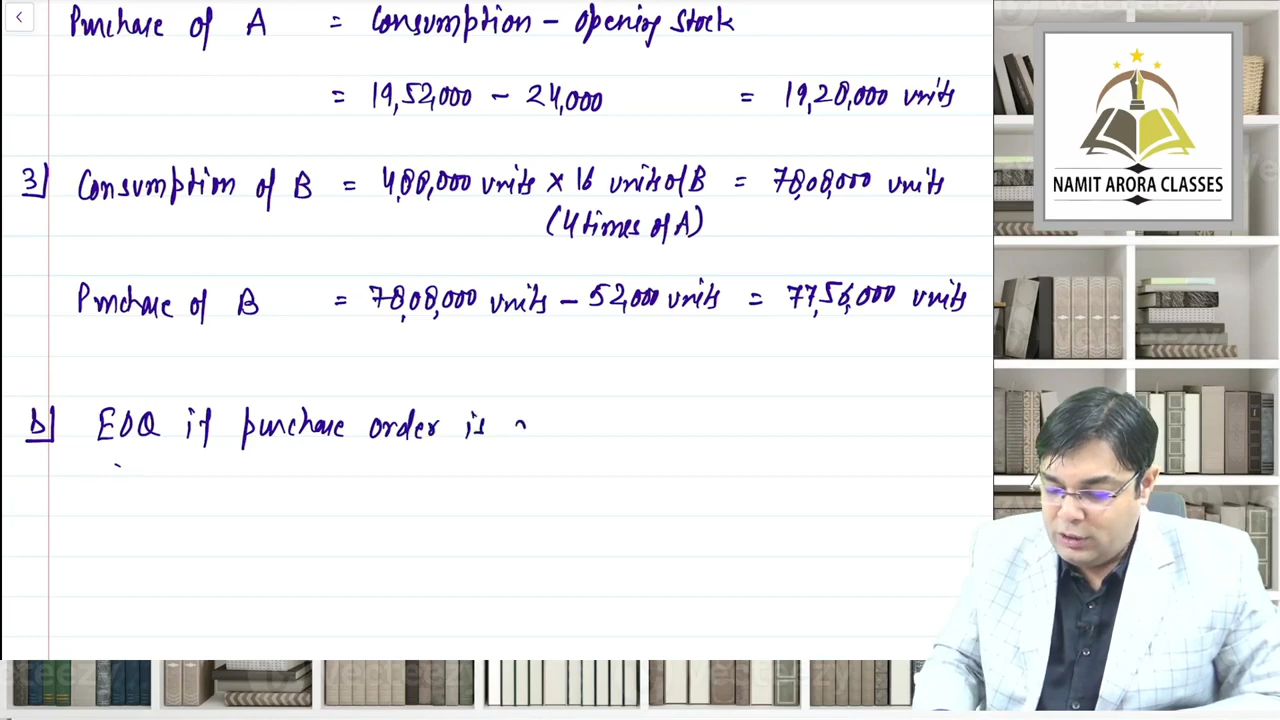 Purchase of A = Consumption - opening stock
= 19,52,000 - 24,000 = 19,28,000 units
3] Consumption of B = 4,88,000 units × 16 units of B = 78,08,000 units
(4 times of A)
Purchase of B = 78,08,000 units - 52,000 units = 77,56,000 units
b] EOQ if purchase order is
NAMIT ARORA CLASSES